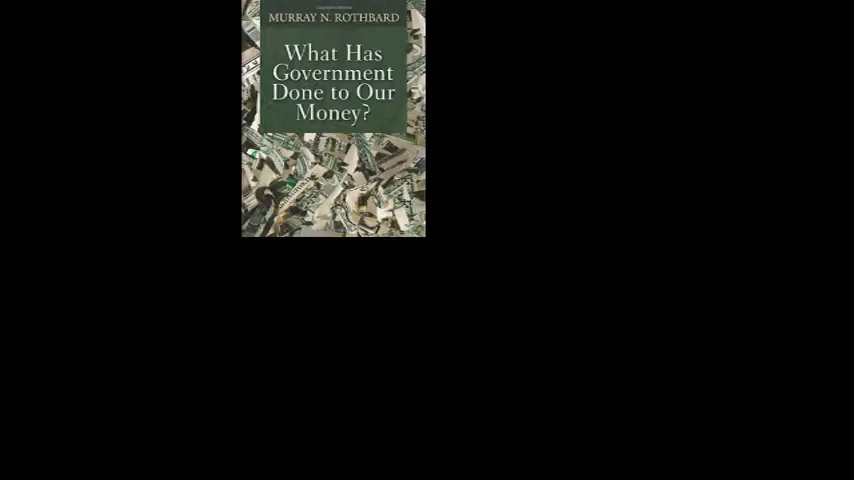 MURRAY N. ROTHBARD
What Has
Government
Done to Our
Money?